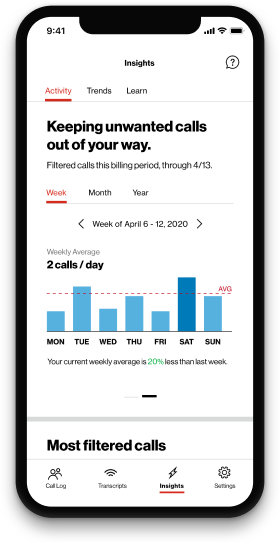 9:41
Insights
Activity Trends Learn
Keeping unwanted calls
out of your way.
Filtered calls this billing period, through 4/13.
Week Month Year
Week of April 6 - 12, 2020
Weekly Average
2 calls / day
AVG
MON TUE WED THU FRI SAT SUN
Your current weekly average is 20% less than last week.
Most filtered calls
Call Log Transcripts Insights Settings